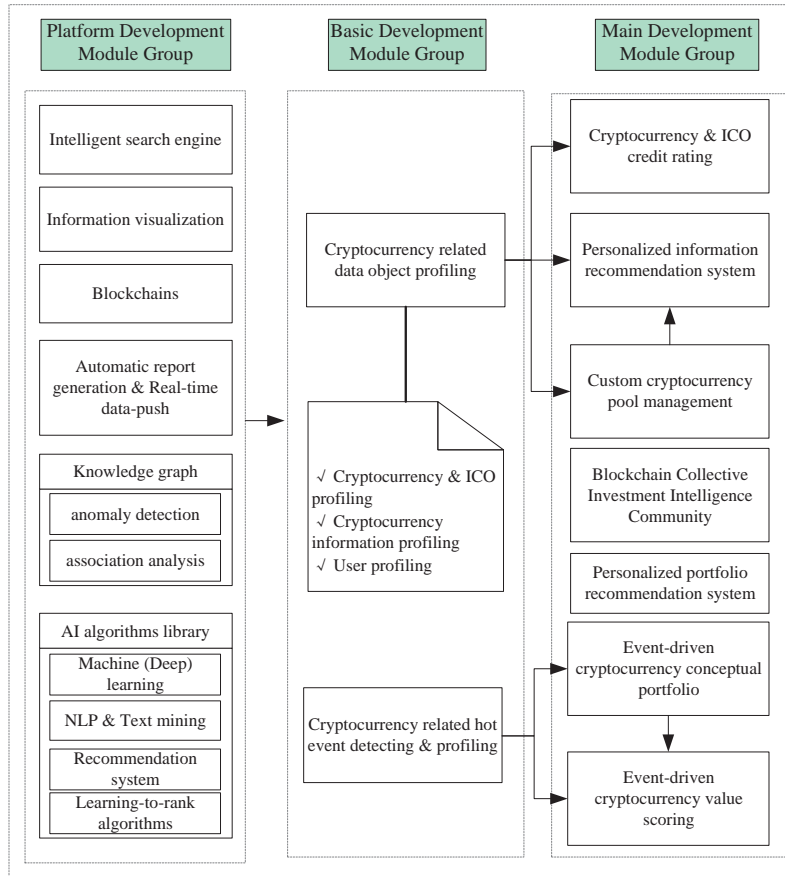 Platform Development
Module Group
Basic Development
Module Group
Main Development
Module Group
Intelligent search engine
Information visualization
Blockchains
Automatic report
generation & Real-time
data-push
Knowledge graph
anomaly detection
association analysis
AI algorithms library
Machine (Deep)
learning
NLP & Text mining
Recommendation
system
Learning-to-rank
algorithms
Cryptocurrency related
data object profiling
√ Cryptocurrency & ICO
profiling
√ Cryptocurrency
information profiling
√ User profiling
Cryptocurrency related hot
event detecting & profiling
Cryptocurrency & ICO
credit rating
Personalized information
recommendation system
Custom cryptocurrency
pool management
Blockchain Collective
Investment Intelligence
Community
Personalized portfolio
recommendation system
Event-driven
cryptocurrency conceptual
portfolio
Event-driven
cryptocurrency value
scoring